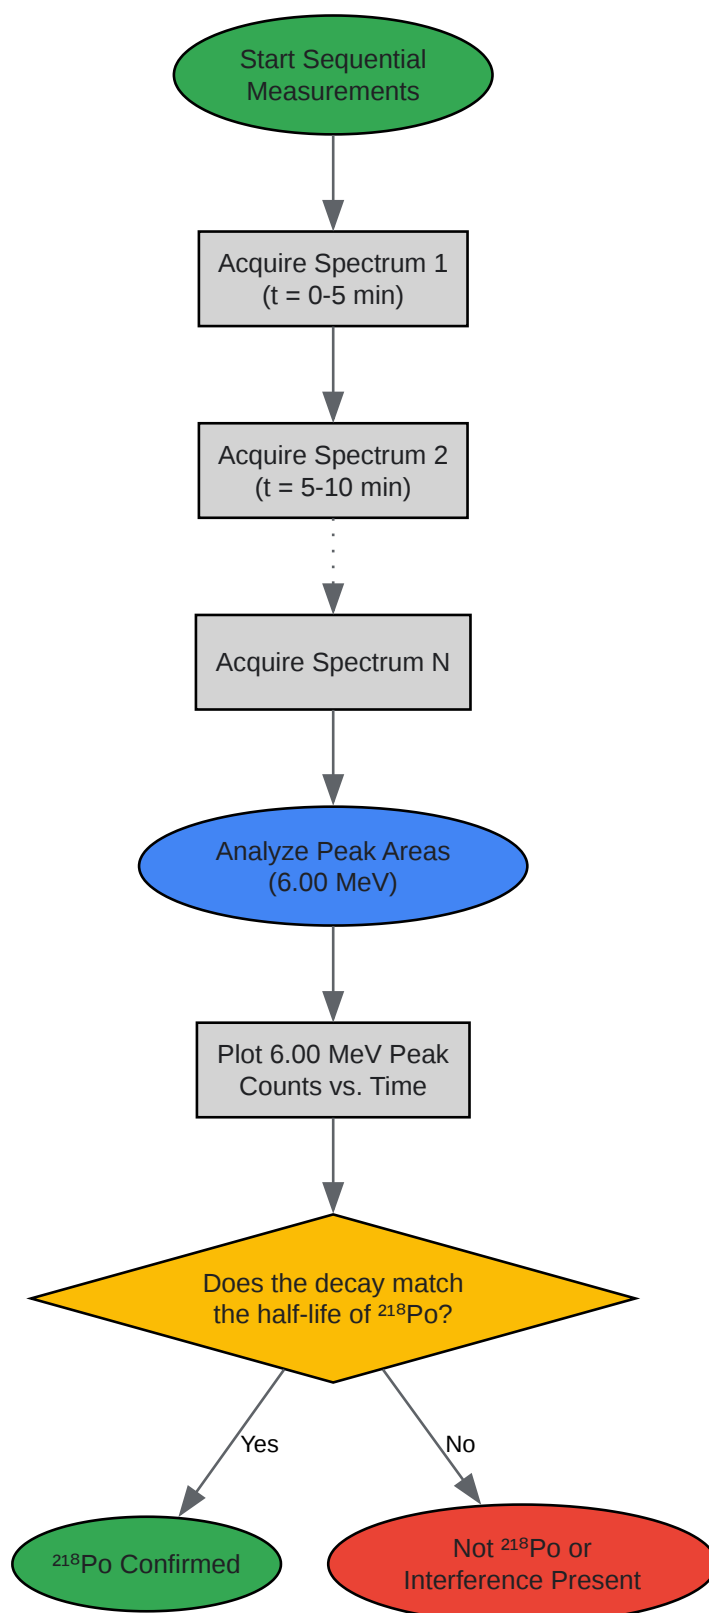 Start Sequential
Measurements
Acquire Spectrum 1
(t = 0-5 min)
Acquire Spectrum 2
(t = 5-10 min)
Acquire Spectrum N
Analyze Peak Areas
(6.00 MeV)
Plot 6.00 MeV Peak
Counts vs. Time
Does the decay match
the half-life of ²¹⁸Po?
Yes
No
²¹⁸Po Confirmed
Not ²¹⁸Po or
Interference Present